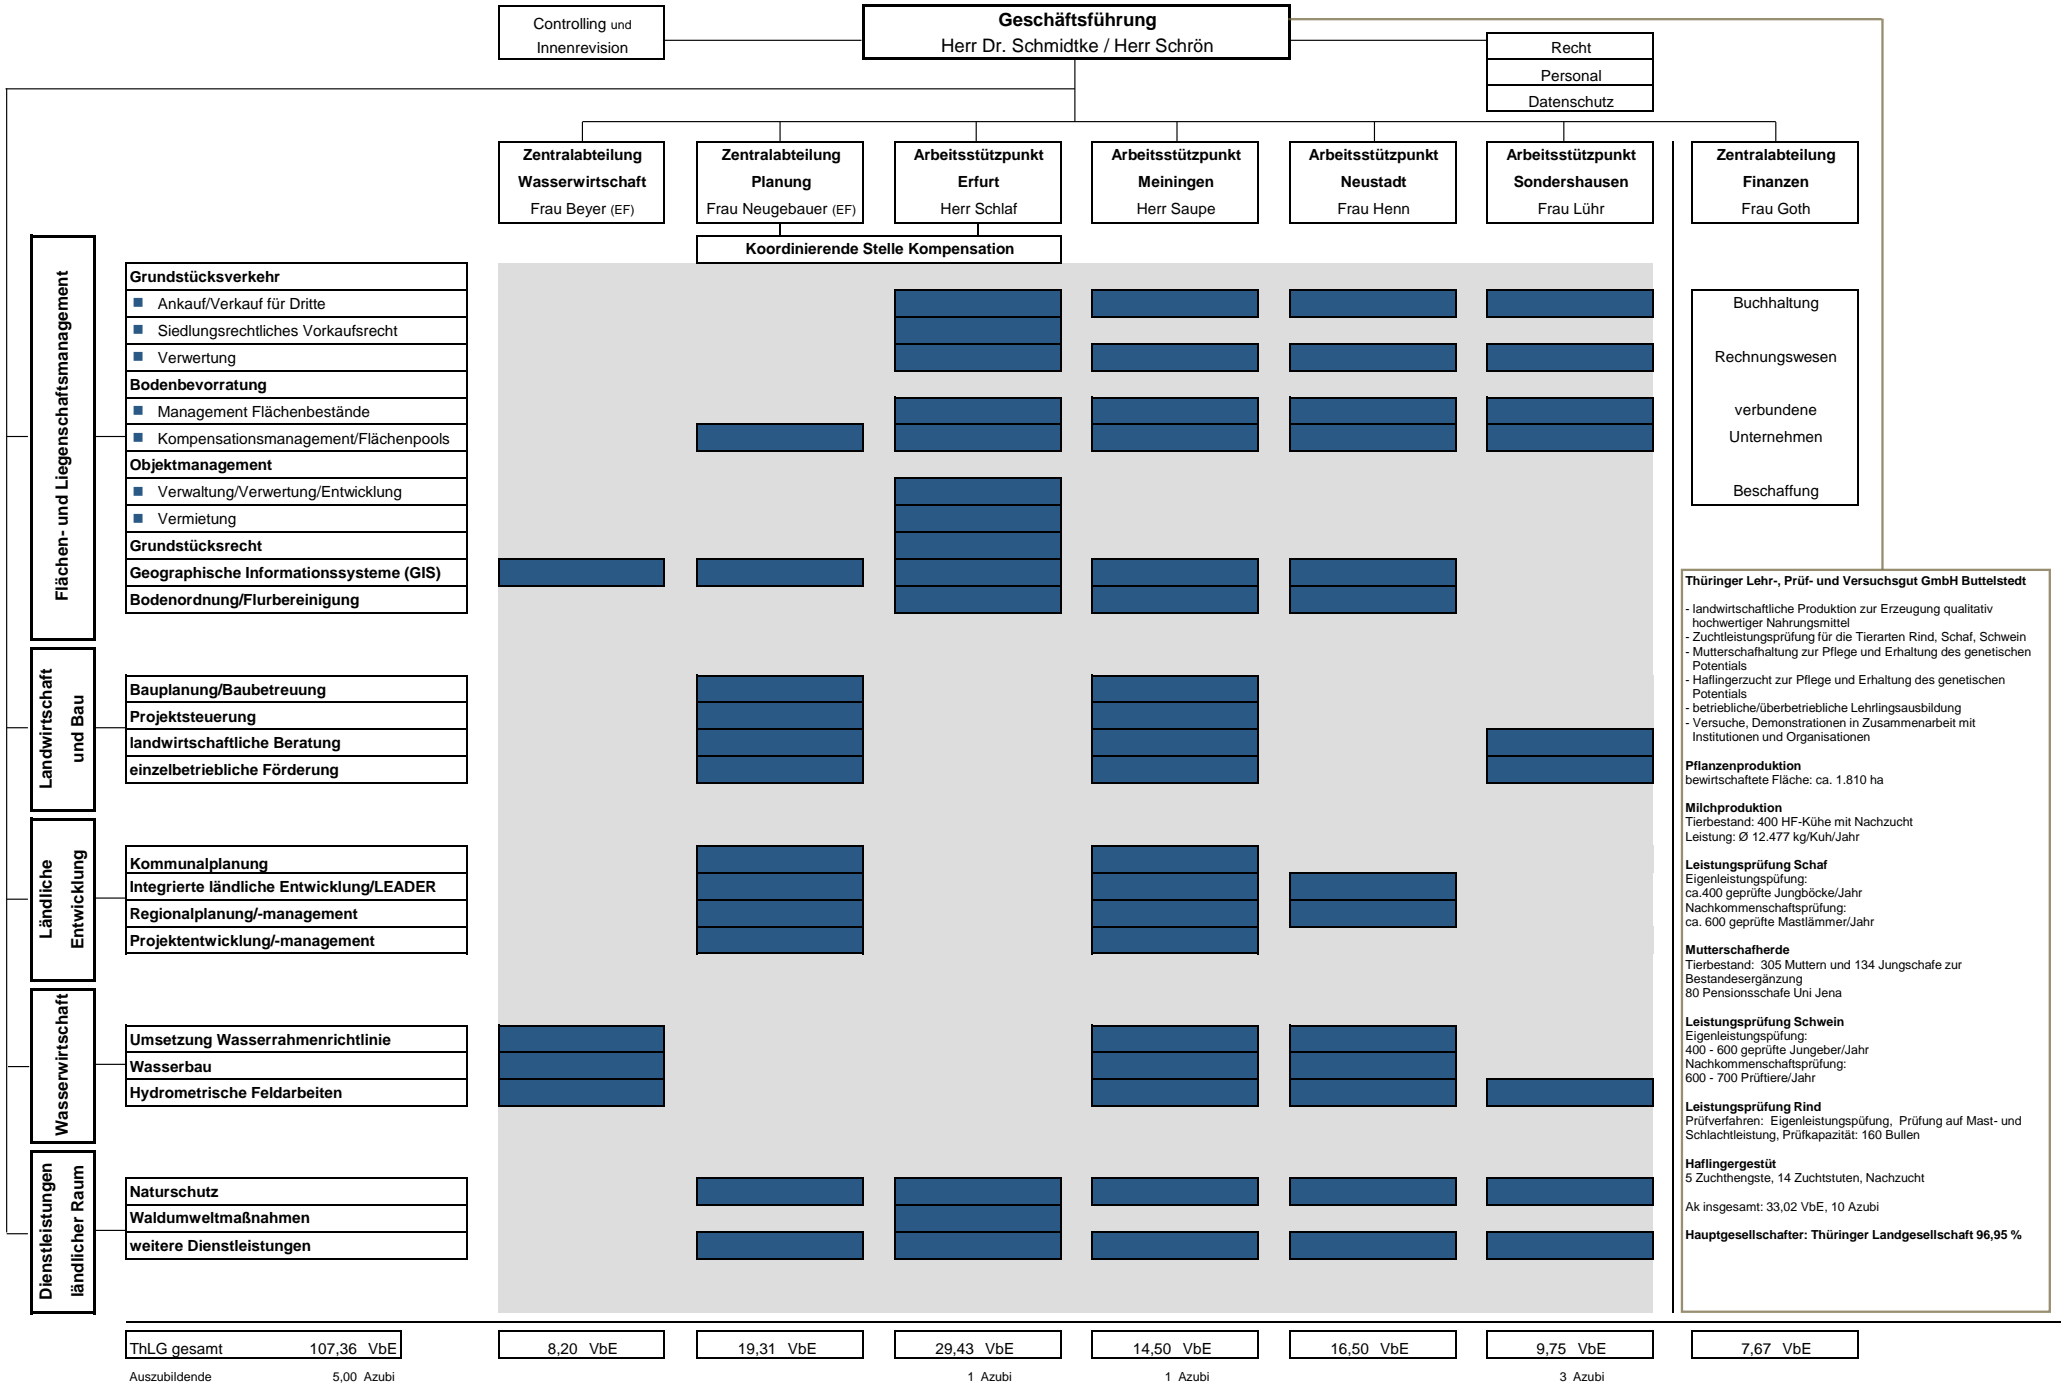 Controlling und
Innenrevision
Geschäftsführung
Herr Dr. Schmidtke / Herr Schrön
Recht
Personal
Datenschutz
Zentralabteilung
Wasserwirtschaft
Frau Beyer (EF)
Zentralabteilung
Planung
Frau Neugebauer (EF)
Arbeitsstützpunkt
Erfurt
Herr Schlaf
Arbeitsstützpunkt
Meiningen
Herr Saupe
Arbeitsstützpunkt
Neustadt
Frau Henn
Arbeitsstützpunkt
Sondershausen
Frau Lühr
Zentralabteilung
Finanzen
Frau Goth
Koordinierende Stelle Kompensation
Flächen- und Liegenschaftsmanagement
Grundstücksverkehr
Ankauf/Verkauf für Dritte
Siedlungsrechtliches Vorkaufsrecht
Verwertung
Bodenbevorratung
Management Flächenbestände
Kompensationsmanagement/Flächenpools
Objektmanagement
Verwaltung/Verwertung/Entwicklung
Vermietung
Grundstücksrecht
Geographische Informationssysteme (GIS)
Bodenordnung/Flurbereinigung
Buchhaltung
Rechnungswesen
verbundene
Unternehmen
Beschaffung
Landwirtschaft
und Bau
Bauplanung/Baubetreuung
Projektsteuerung
landwirtschaftliche Beratung
einzelbetriebliche Förderung
Ländliche
Entwicklung
Kommunalplanung
Integrierte ländliche Entwicklung/LEADER
Regionalplanung/-management
Projektentwicklung/-management
Wasserwirtschaft
Umsetzung Wasserrahmenrichtlinie
Wasserbau
Hydrometrische Feldarbeiten
Dienstleistungen
ländlicher Raum
Naturschutz
Waldumweltmaßnahmen
weitere Dienstleistungen
Thüringer Lehr-, Prüf- und Versuchsgut GmbH Buttelstedt
- landwirtschaftliche Produktion zur Erzeugung qualitativ
hochwertiger Nahrungsmittel
- Zuchtleistungsprüfung für die Tierarten Rind, Schaf, Schwein
- Mutterschafhaltung zur Pflege und Erhaltung des genetischen
Potentials
- Haflingerzucht zur Pflege und Erhaltung des genetischen
Potentials
- betriebliche/überbetriebliche Lehrlingsausbildung
- Versuche, Demonstrationen in Zusammenarbeit mit
Institutionen und Organisationen
Pflanzenproduktion
bewirtschaftete Fläche: ca. 1.810 ha
Milchproduktion
Tierbestand: 400 HF-Kühe mit Nachzucht
Leistung: Ø 12.477 kg/Kuh/Jahr
Leistungsprüfung Schaf
Eigenleistungspüfung:
ca.400 geprüfte Jungböcke/Jahr
Nachkommenschaftsprüfung:
ca. 600 geprüfte Mastlämmer/Jahr
Mutterschafherde
Tierbestand: 305 Muttern und 134 Jungschafe zur
Bestandesergänzung
80 Pensionsschafe Uni Jena
Leistungsprüfung Schwein
Eigenleistungspüfung:
400 - 600 geprüfte Jungeber/Jahr
Nachkommenschaftsprüfung:
600 - 700 Prüftiere/Jahr
Leistungsprüfung Rind
Prüfverfahren: Eigenleistungspüfung, Prüfung auf Mast- und
Schlachtleistung, Prüfkapazität: 160 Bullen
Haflingergestüt
5 Zuchthengste, 14 Zuchtstuten, Nachzucht
Ak insgesamt: 33,02 VbE, 10 Azubi
Hauptgesellschafter: Thüringer Landgesellschaft 96,95 %
ThLG gesamt 107,36 VbE 8,20 VbE 19,31 VbE 29,43 VbE 14,50 VbE 16,50 VbE 9,75 VbE 7,67 VbE
Auszubildende 5,00 Azubi 1 Azubi 1 Azubi 3 Azubi